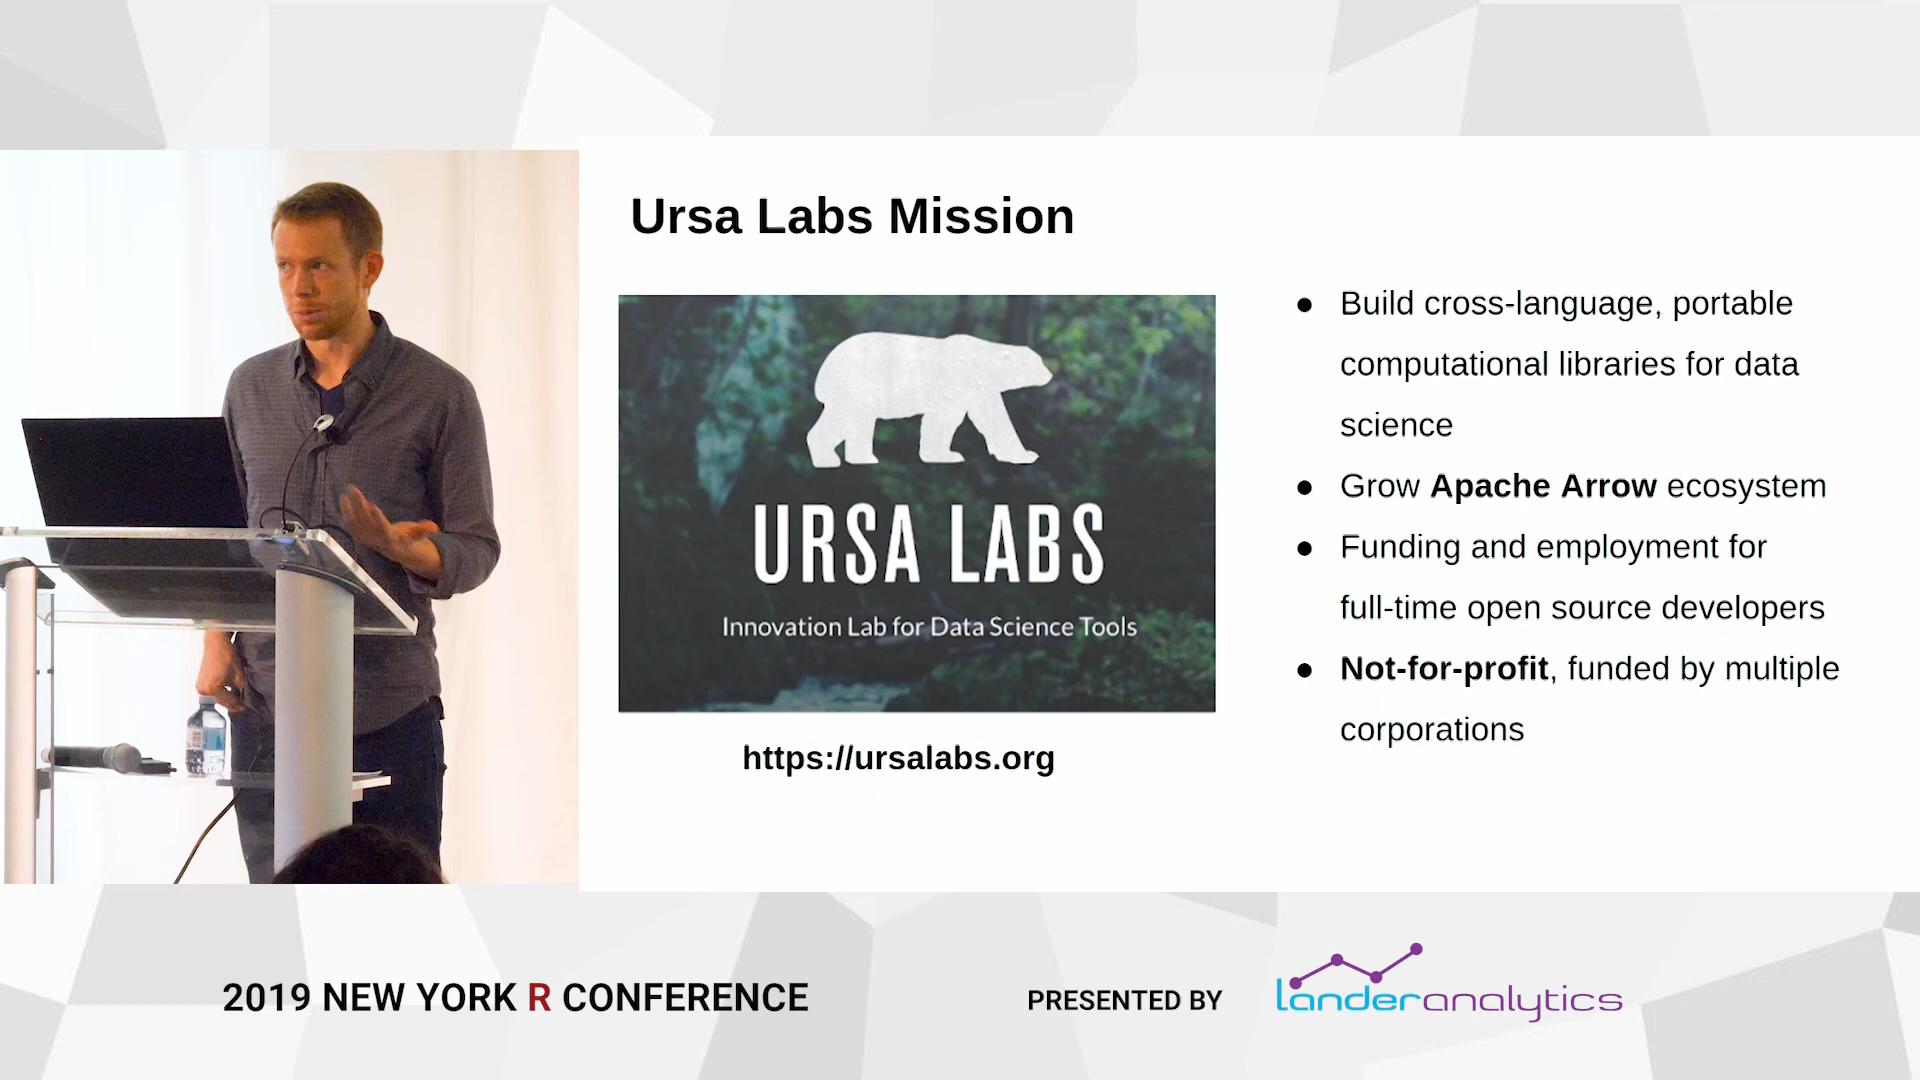 Ursa Labs Mission
URSA LABS
Innovation Lab for Data Science Tools
https://ursalabs.org
● Build cross-language, portable
computational libraries for data
science
● Grow Apache Arrow ecosystem
● Funding and employment for
full-time open source developers
● Not-for-profit, funded by multiple
corporations
2019 NEW YORK R CONFERENCE
PRESENTED BY
landeranalytics